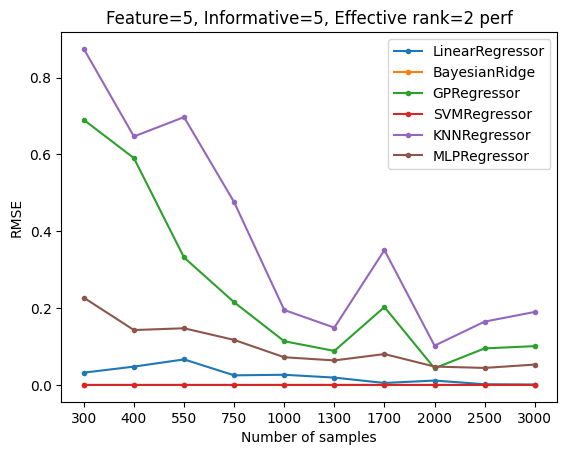 Feature=5, Informative=5, Effective rank=2 perf
LinearRegressor
BayesianRidge
GPRegressor
SVMRegressor
KNNRegressor
MLPRegressor
RMSE
0.8
0.6
0.4
0.2
0.0
300 400 550 750 1000 1300 1700 2000 2500 3000
Number of samples